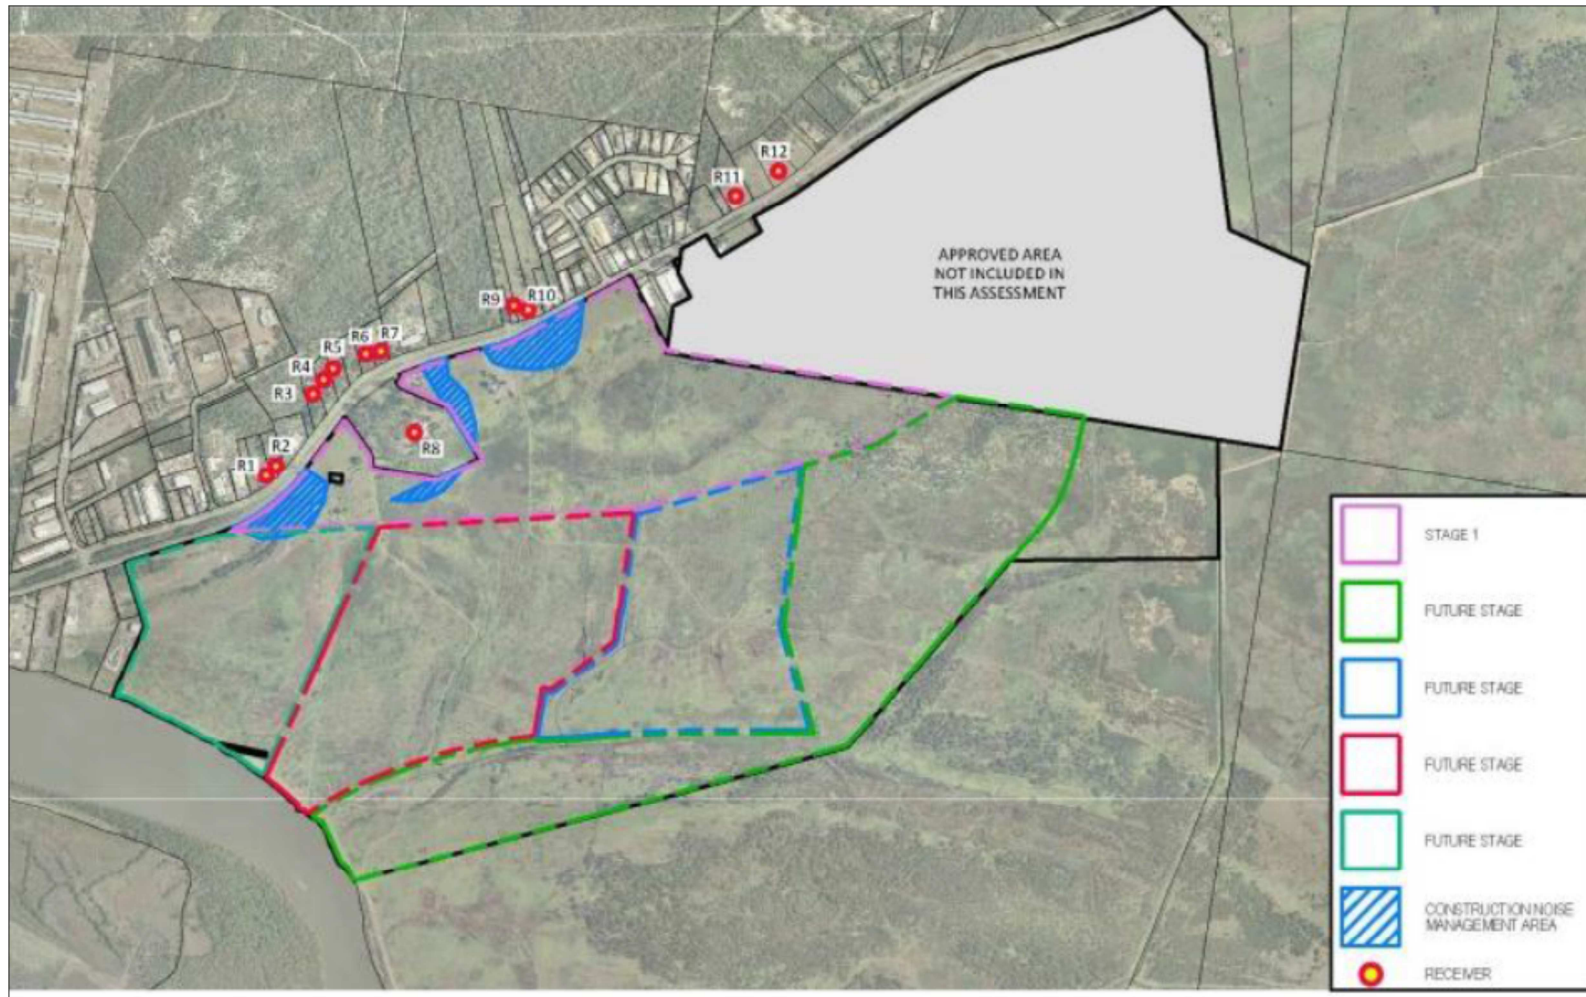 R12
R11
APPROVED AREA
NOT INCLUDED IN
THIS ASSESSMENT
R9
R10
R6
R7
R5
R4
R3
R8
R2
R1
STAGE 1
FUTURE STAGE
FUTURE STAGE
FUTURE STAGE
FUTURE STAGE
CONSTRUCTION NOISE
MANAGEMENT AREA
RECEIVER